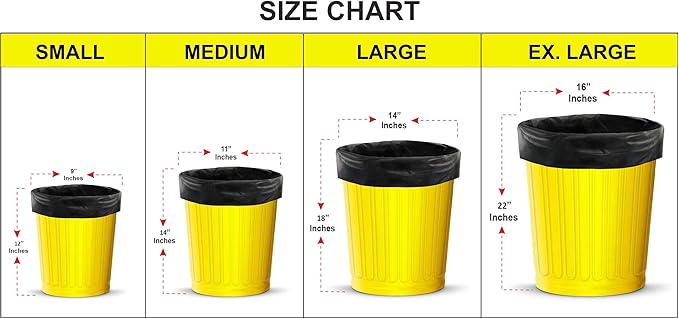 SIZE CHART
SMALL
MEDIUM
LARGE
EX. LARGE
9"
Inches
12"
Inches
11"
Inches
14"
Inches
14"
Inches
18"
Inches
16"
Inches
22"
Inches